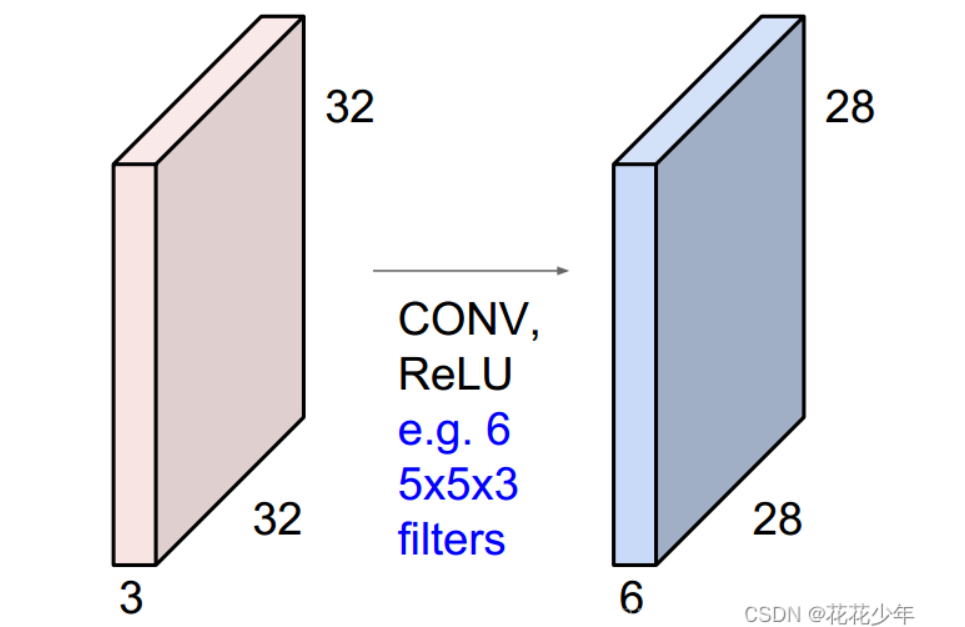 32
28
CONV,
ReLU
e.g. 6
5x5x3
filters
32
28
3
6
CSDN @花花少年